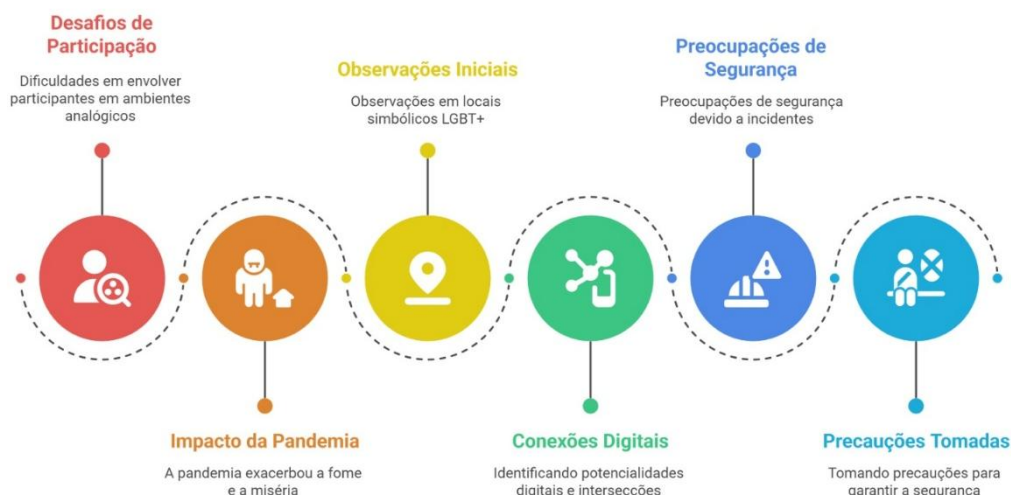 Desafios de
Participação
Dificuldades em envolver
participantes em ambientes
analógicos
Impacto da Pandemia
A pandemia exacerbou a fome
e a miséria
Observações Iniciais
Observações em locais
simbólicos LGBT+
Conexões Digitais
Identificando potencialidades
digitais e intersecções
Preocupações de
Segurança
Preocupações de segurança
devido a incidentes
Precauções Tomadas
Tomando precauções para
garantir a segurança